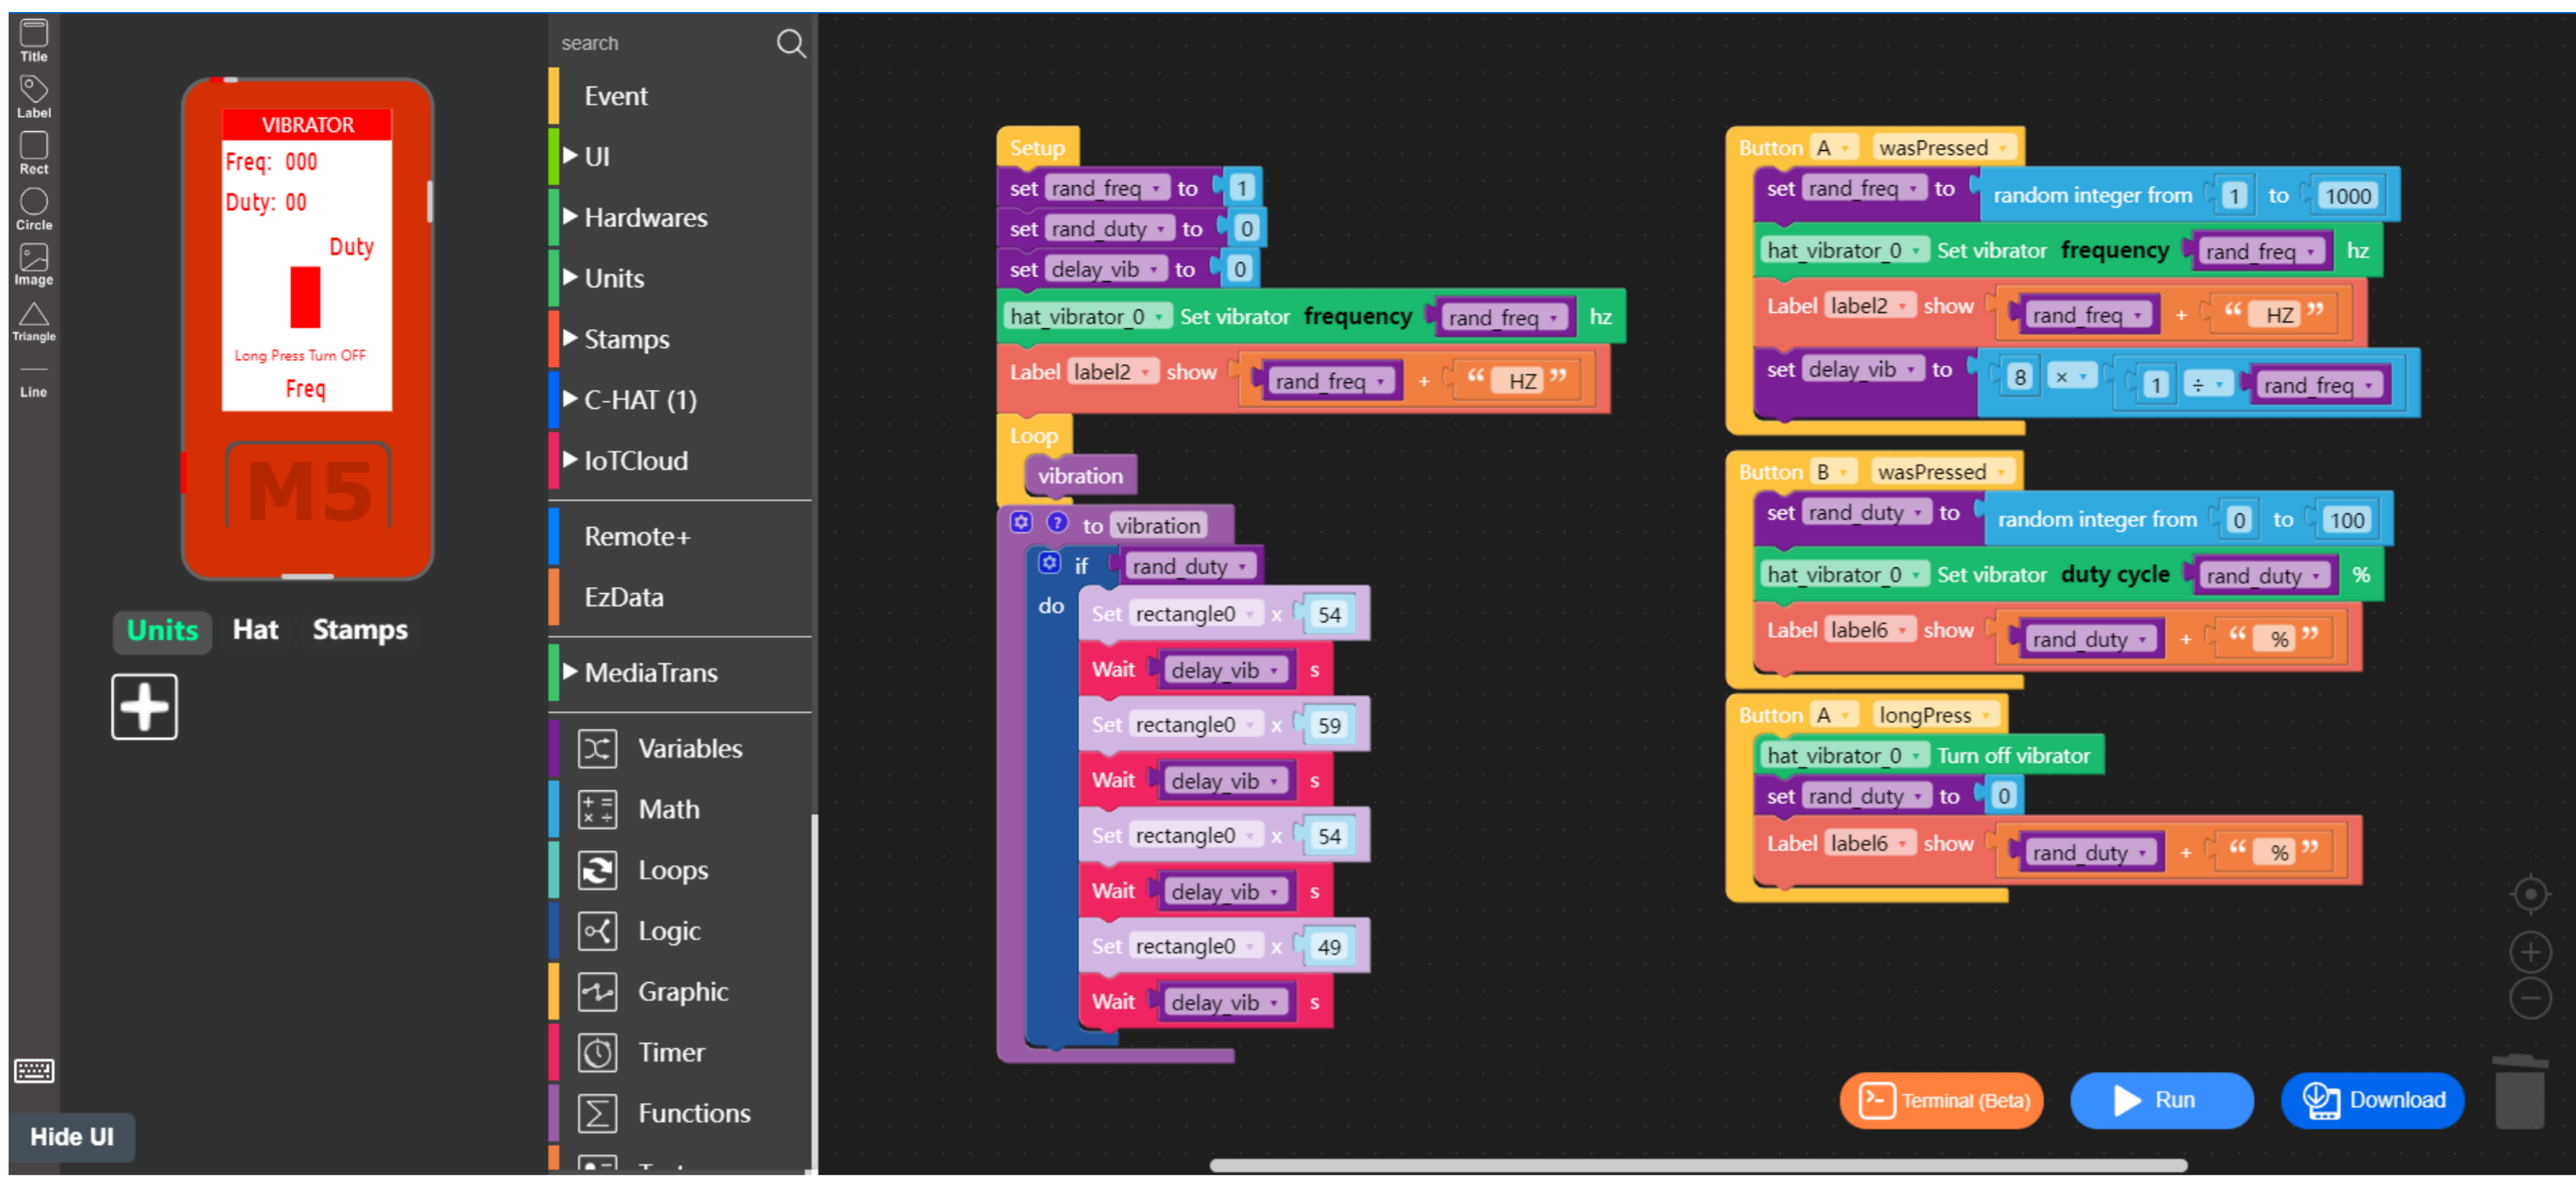 Title
Label
Rect
Circle
Image
Triangle
Line
Hide UI
VIBRATOR
Freq: 000
Duty: 00
Duty
Long Press Turn OFF
Freq
M5
Units Hat Stamps
search
Event
UI
Hardwares
Units
Stamps
C-HAT (1)
IoTCloud
Remote+
EzData
MediaTrans
Variables
Math
Loops
Logic
Graphic
Timer
Functions
Setup
set rand_freq to 1
set rand_duty to 0
set delay_vib to 0
hat_vibrator_0 Set vibrator frequency rand_freq hz
Label label2 show rand_freq + “ HZ ”
Loop
vibration
? to vibration
if rand_duty
do Set rectangle0 x 54
Wait delay_vib s
Set rectangle0 x 59
Wait delay_vib s
Set rectangle0 x 54
Wait delay_vib s
Set rectangle0 x 49
Wait delay_vib s
Button A wasPressed
set rand_freq to random integer from 1 to 1000
hat_vibrator_0 Set vibrator frequency rand_freq hz
Label label2 show rand_freq + “ HZ ”
set delay_vib to 8 × 1 ÷ rand_freq
Button B wasPressed
set rand_duty to random integer from 0 to 100
hat_vibrator_0 Set vibrator duty cycle rand_duty %
Label label6 show rand_duty + “ % ”
Button A longPress
hat_vibrator_0 Turn off vibrator
set rand_duty to 0
Label label6 show rand_duty + “ % ”
Terminal (Beta)
Run
Download